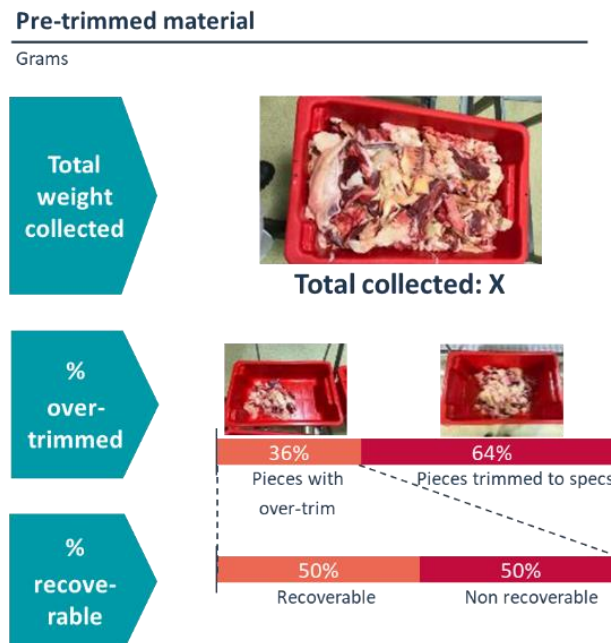 Pre-trimmed material
Grams
Total
weight
collected
Total collected: X
%
over-
trimmed
36%
64%
Pieces with
over-trim
Pieces trimmed to specs
%
recove-
rable
50%
50%
Recoverable
Non recoverable